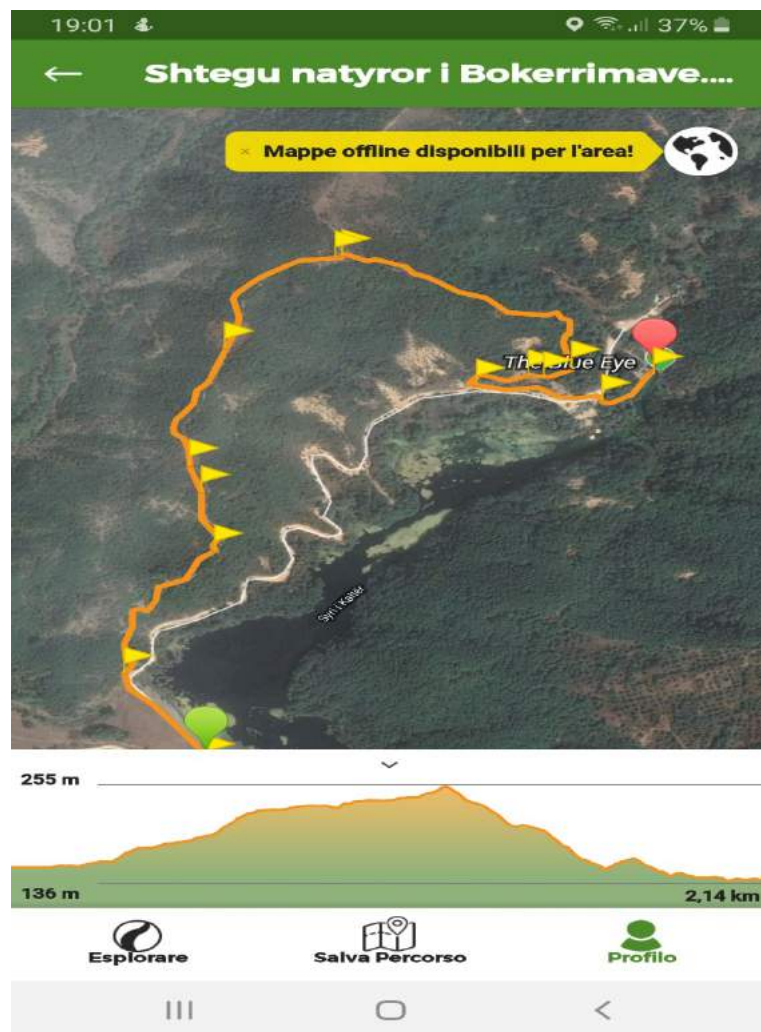 19:01
37%
Shtegu natyror i Bokerrimave....
× Mappe offline disponibili per l'area!
The Blue Eye
Syri i Kalter
255 m
136 m
2,14 km
Esplorare
Salva Percorso
Profilo